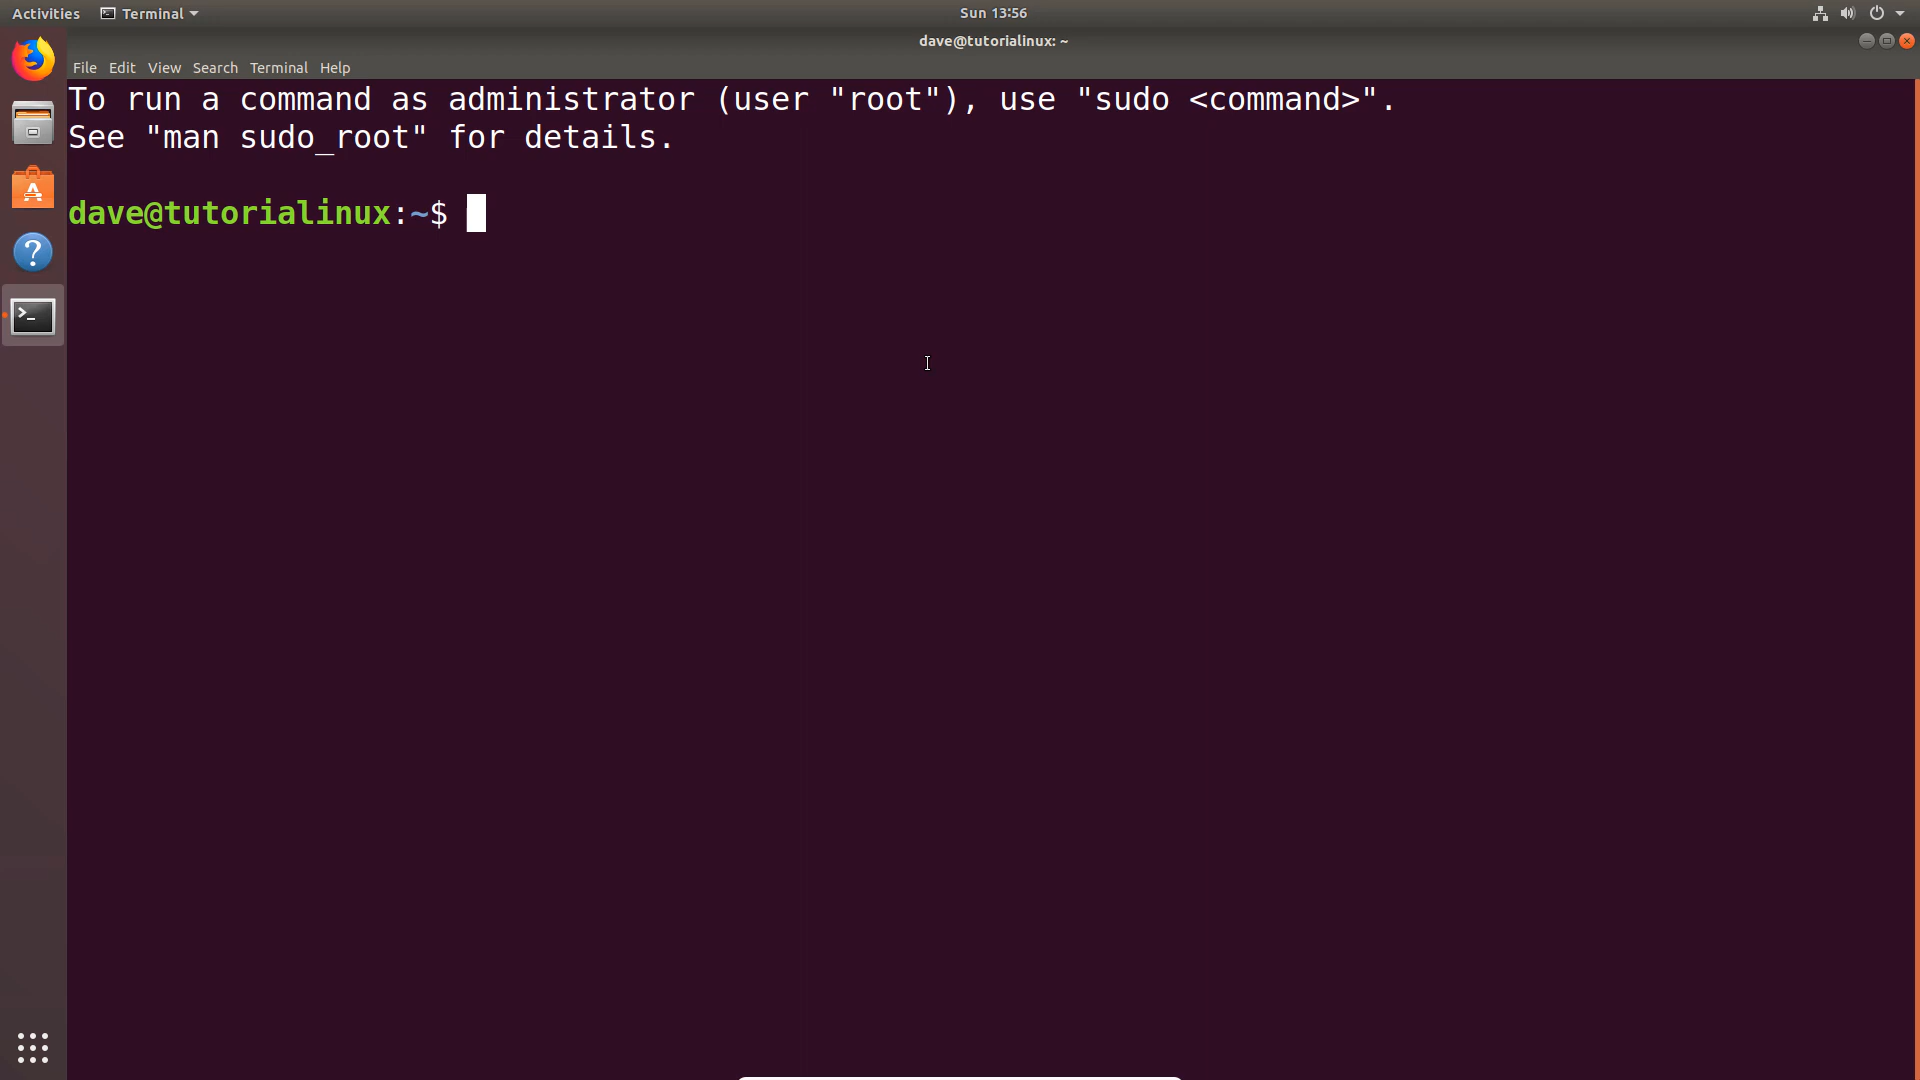 Activities Terminal Sun 13:56
dave@tutorialinux: ~
File Edit View Search Terminal Help
To run a command as administrator (user "root"), use "sudo <command>".
See "man sudo_root" for details.
dave@tutorialinux:~$